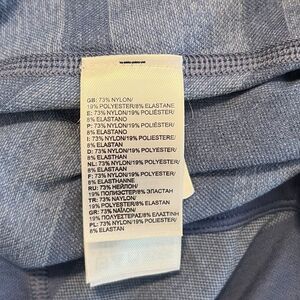 GB: 73% NYLON/
19% POLYESTER/8% ELASTANE
E: 73% NYLON/19% POLIÉSTER/
8% ELASTANO
P: 73% NYLON/19% POLIÉSTER/
8% ELASTANO
I: 73% NYLON/19% POLIESTERE/
8% ELASTAN
D: 73% NYLON/19% POLYESTER/
8% ELASTHAN
NL: 73% NYLON/19% POLYESTER/
8% ELASTAAN
F: 73% NYLON/19% POLYESTER/
8% ELASTHANNE
RU: 73% НЕЙЛОН/
19% ПОЛИЭСТЕР/8% ЭЛАСТАН
TR: 73% NAYLON/
19% POLYESTER/8% ELASTAN
GR: 73% ΝΑΪΛΟΝ/
19% ΠΟΛΥΕΣΤΕΡΑΣ/8% ΕΛΑΣΤΙΝΗ
PL: 73% NYLON/19% POLIESTER/
8% ELASTAN